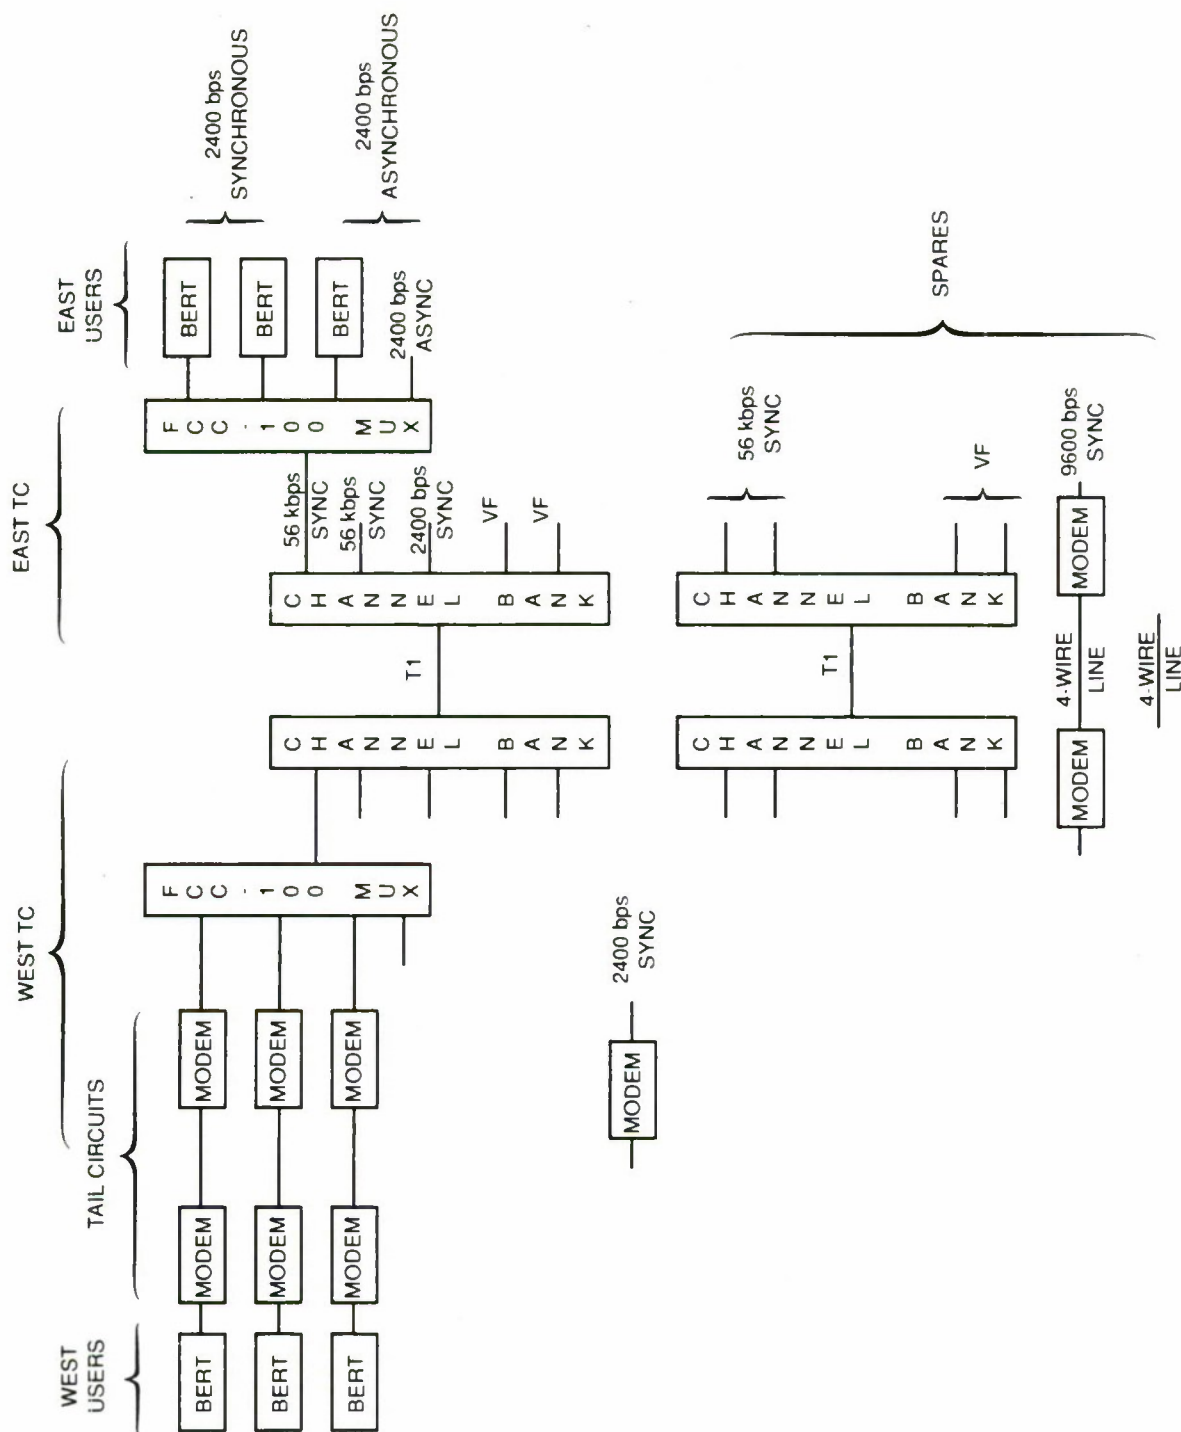 WEST TC
EAST TC
WEST
USERS
TAIL CIRCUITS
EAST
USERS
BERT
MODEM
MODEM
BERT
MODEM
MODEM
BERT
MODEM
MODEM
FCC-100 MUX
CHANNEL BANK
T1
CHANNEL BANK
56 kbps
SYNC
56 kbps
SYNC
2400 bps
SYNC
VF
VF
FCC-100 MUX
BERT
BERT
BERT
2400 bps
ASYNC
2400 bps
SYNCHRONOUS
2400 bps
ASYNCHRONOUS
MODEM
2400 bps
SYNC
CHANNEL BANK
T1
CHANNEL BANK
56 kbps
SYNC
VF
SPARES
MODEM
4-WIRE
LINE
MODEM
9600 bps
SYNC
4-WIRE
LINE